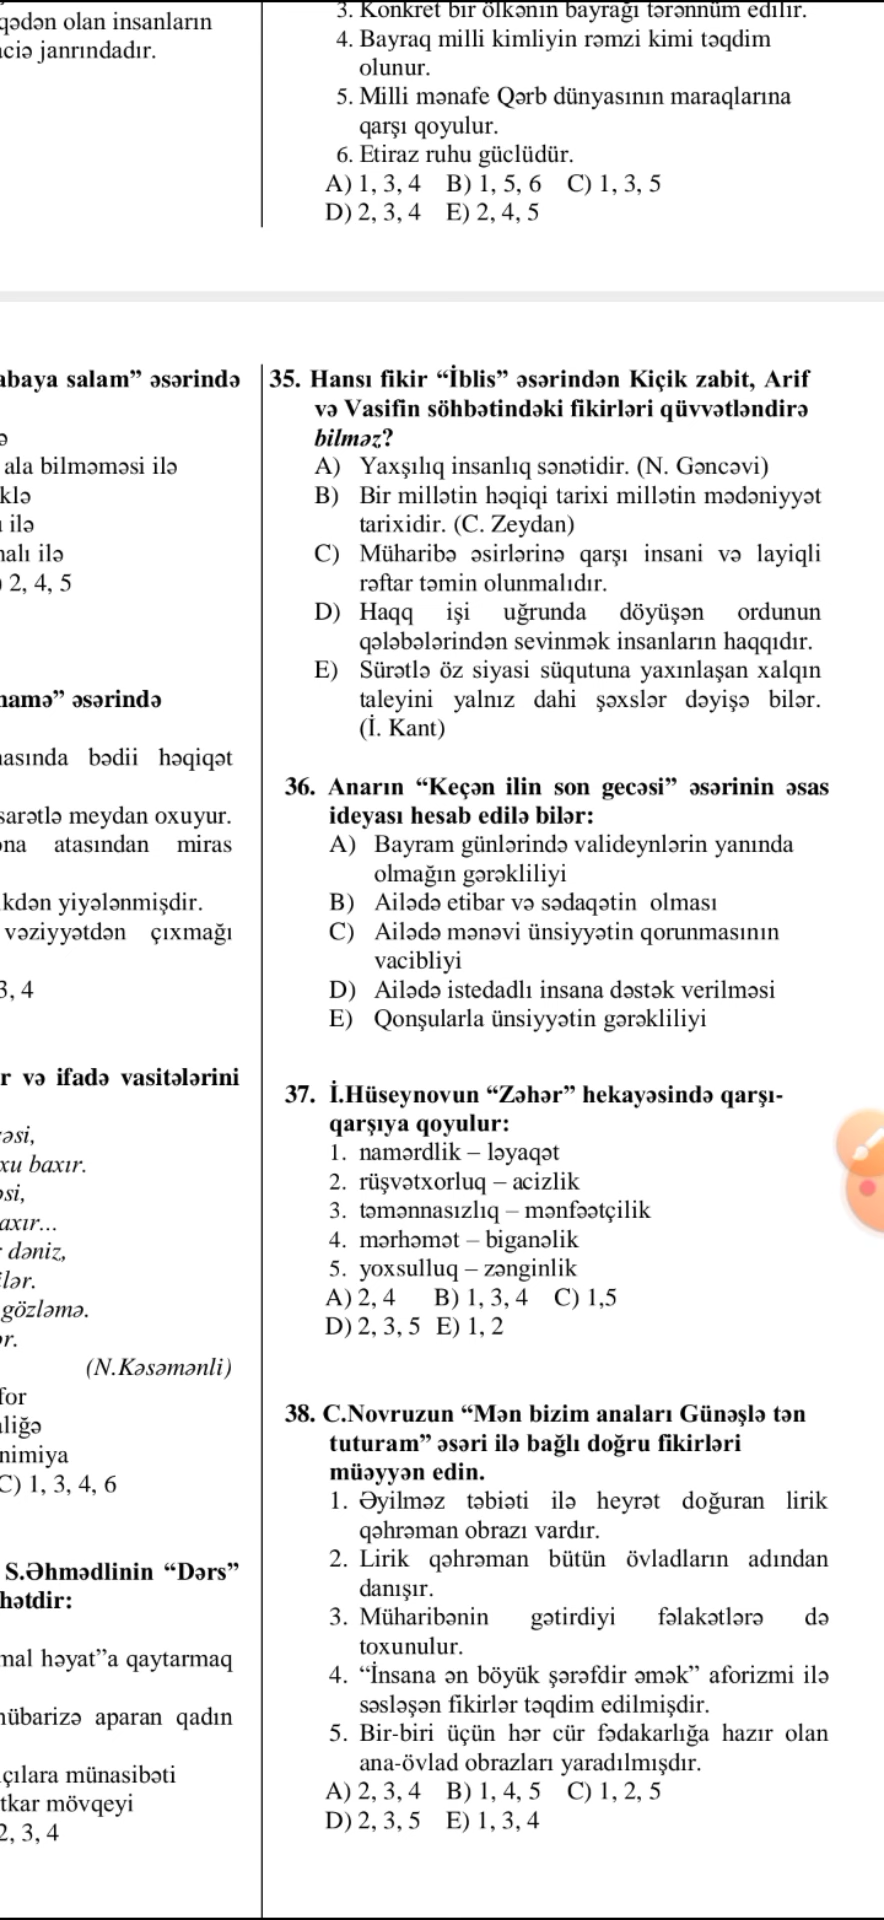 qədən olan insanların
janrındadır.
3. Konkret bir ölkənin bayrağı tərənnüm edilir.
4. Bayraq milli kimliyin rəmzi kimi təqdim
olunur.
5. Milli mənafe Qərb dünyasının maraqlarına
qarşı qoyulur.
6. Etiraz ruhu güclüdür.
A) 1, 3, 4 B) 1, 5, 6 C) 1, 3, 5
D) 2, 3, 4 E) 2, 4, 5
abaya salam” əsərində
ə
ala bilməməsi ilə
klə
ilə
halı ilə
2, 4, 5
namə” əsərində
asında bədii həqiqət
sarətlə meydan oxuyur.
ona atasından miras
kdən yiyələnmişdir.
vəziyyətdən çıxmağı
3, 4
r və ifadə vasitələrini
əsi,
xu baxır.
əsi,
axır...
dəniz,
ilər.
gözləmə.
ər.
(N.Kəsəmənli)
for
liğə
nimiya
C) 1, 3, 4, 6
S.Əhmədlinin “Dərs”
hətdir:
mal həyat”a qaytarmaq
mübarizə aparan qadın
çılara münasibəti
tkar mövqeyi
2, 3, 4
35. Hansı fikir “İblis” əsərindən Kiçik zabit, Arif
və Vasifin söhbətindəki fikirləri qüvvətləndirə
bilməz?
A) Yaxşılıq insanlıq sənətidir. (N. Gəncəvi)
B) Bir millətin həqiqi tarixi millətin mədəniyyət
tarixidir. (C. Zeydan)
C) Müharibə əsirlərinə qarşı insani və layiqli
rəftar təmin olunmalıdır.
D) Haqq işi uğrunda döyüşən ordunun
qələbələrindən sevinmək insanların haqqıdır.
E) Sürətlə öz siyasi süqutuna yaxınlaşan xalqın
taleyini yalnız dahi şəxslər dəyişə bilər.
(İ. Kant)
36. Anarın “Keçən ilin son gecəsi” əsərinin əsas
ideyası hesab edilə bilər:
A) Bayram günlərində valideynlərin yanında
olmağın gərəkliliyi
B) Ailədə etibar və sədaqətin olması
C) Ailədə mənəvi ünsiyyətin qorunmasının
vacibliyi
D) Ailədə istedadlı insana dəstək verilməsi
E) Qonşularla ünsiyyətin gərəkliliyi
37. İ.Hüseynovun “Zəhər” hekayəsində qarşı-
qarşıya qoyulur:
1. namərdlik – ləyaqət
2. rüşvətxorluq – acizlik
3. təmənnasızlıq – mənfəətçilik
4. mərhəmət – biganəlik
5. yoxsulluq – zənginlik
A) 2, 4 B) 1, 3, 4 C) 1,5
D) 2, 3, 5 E) 1, 2
38. C.Novruzun “Mən bizim anaları Günəşlə tən
tuturam” əsəri ilə bağlı doğru fikirləri
müəyyən edin.
1. Əyilməz təbiəti ilə heyrət doğuran lirik
qəhrəman obrazı vardır.
2. Lirik qəhrəman bütün övladların adından
danışır.
3. Müharibənin gətirdiyi fəlakətlərə də
toxunulur.
4. “İnsana ən böyük şərəfdir əmək” aforizmi ilə
səsləşən fikirlər təqdim edilmişdir.
5. Bir-biri üçün hər cür fədakarlığa hazır olan
ana-övlad obrazları yaradılmışdır.
A) 2, 3, 4 B) 1, 4, 5 C) 1, 2, 5
D) 2, 3, 5 E) 1, 3, 4